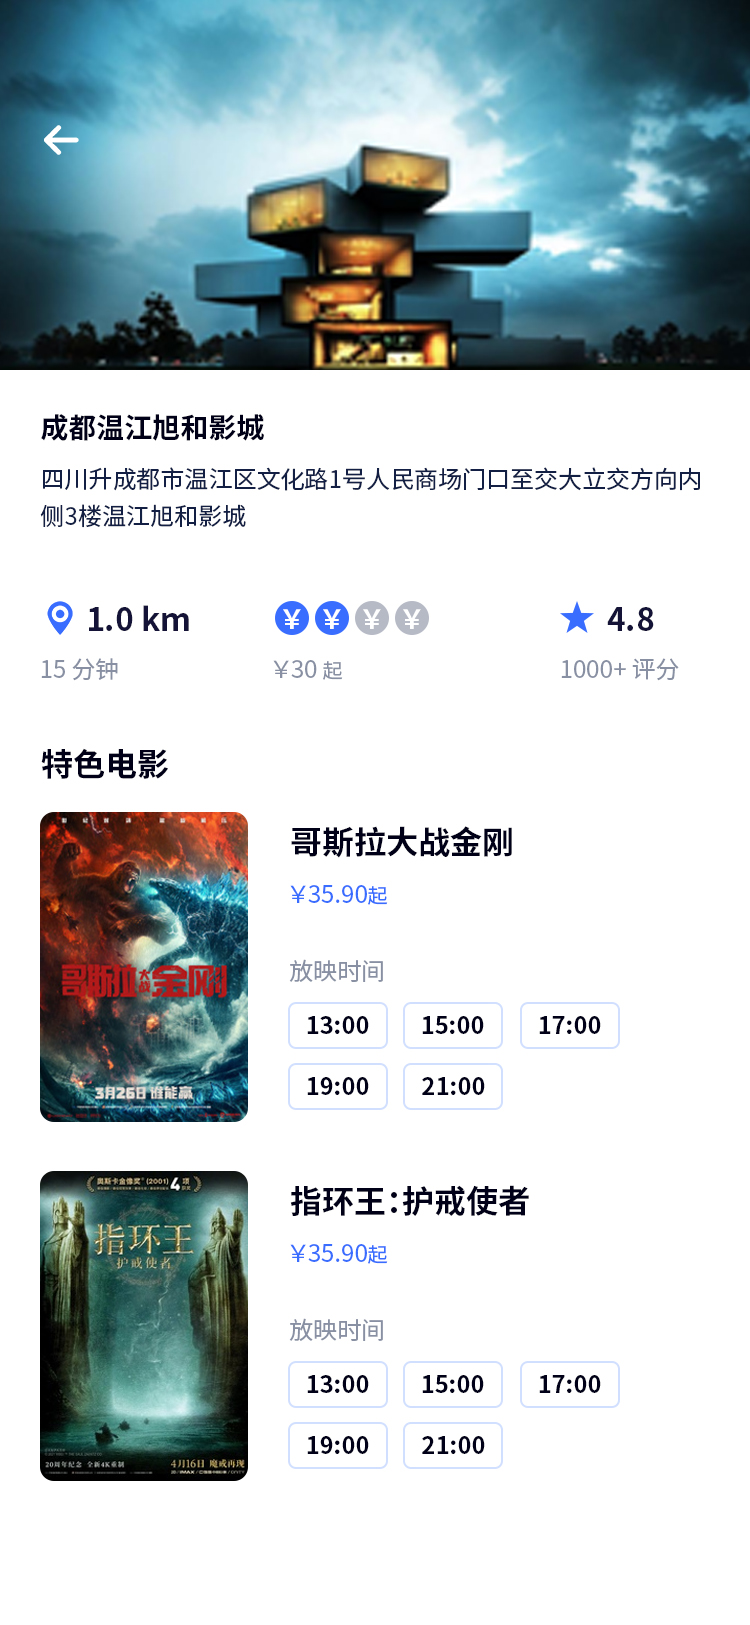 成都温江旭和影城
四川升成都市温江区文化路1号人民商场门口至交大立交方向内
侧3楼温江旭和影城
1.0 km
¥ ¥ ¥ ¥
4.8
15 分钟
¥30 起
1000+ 评分
特色电影
哥斯拉大战金刚
3月26日 谁能赢
哥斯拉大战金刚
¥35.90起
放映时间
13:00 15:00 17:00
19:00 21:00
奥斯卡金像奖® (2001) 4项
指环王
护戒使者
20周年纪念 全新4K重制
4月16日 魔戒再现
指环王:护戒使者
¥35.90起
放映时间
13:00 15:00 17:00
19:00 21:00